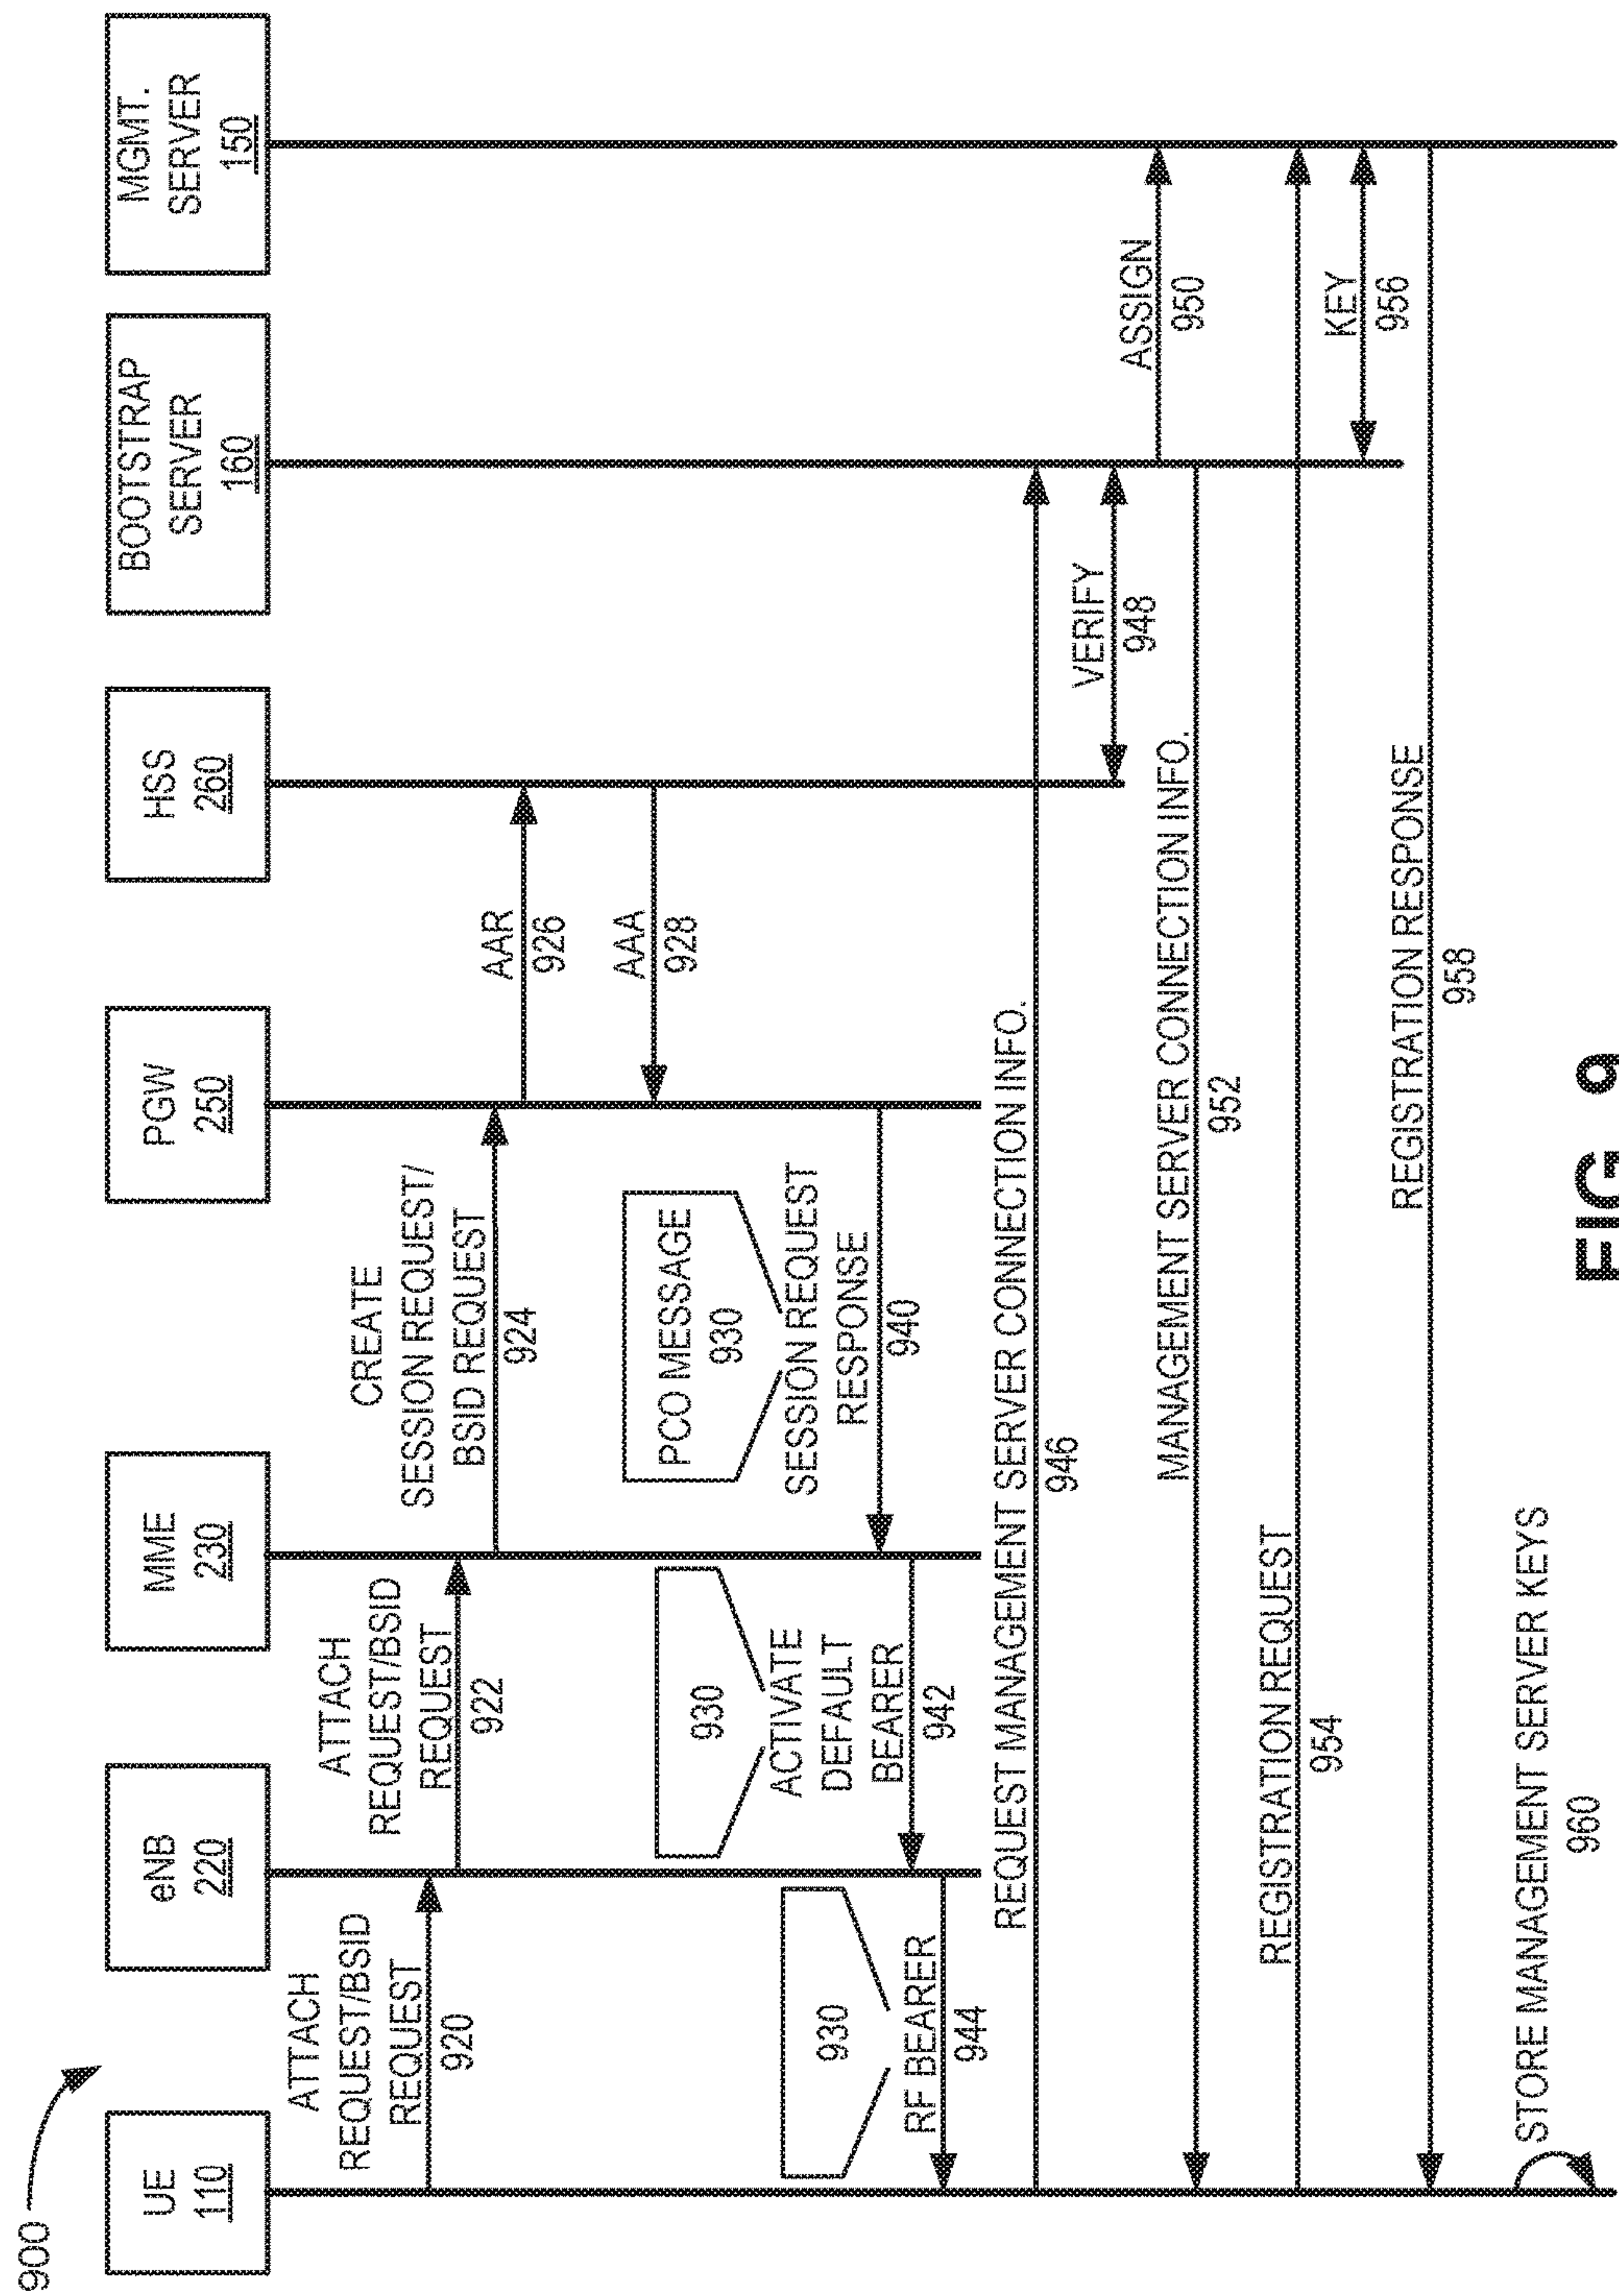 900
UE
110
eNB
220
MME
230
PGW
250
HSS
260
BOOTSTRAP
SERVER
160
MGMT.
SERVER
150
ATTACH
REQUEST/BSID
REQUEST
920
ATTACH
REQUEST/BSID
REQUEST
922
CREATE
SESSION REQUEST/
BSID REQUEST
924
AAR
926
AAA
928
PCO MESSAGE
930
SESSION REQUEST
RESPONSE
940
930
ACTIVATE
DEFAULT
BEARER
942
930
RF BEARER
944
REQUEST MANAGEMENT SERVER CONNECTION INFO.
946
VERIFY
948
ASSIGN
950
MANAGEMENT SERVER CONNECTION INFO.
952
REGISTRATION REQUEST
954
KEY
956
REGISTRATION RESPONSE
958
STORE MANAGEMENT SERVER KEYS
960
FIG. 9